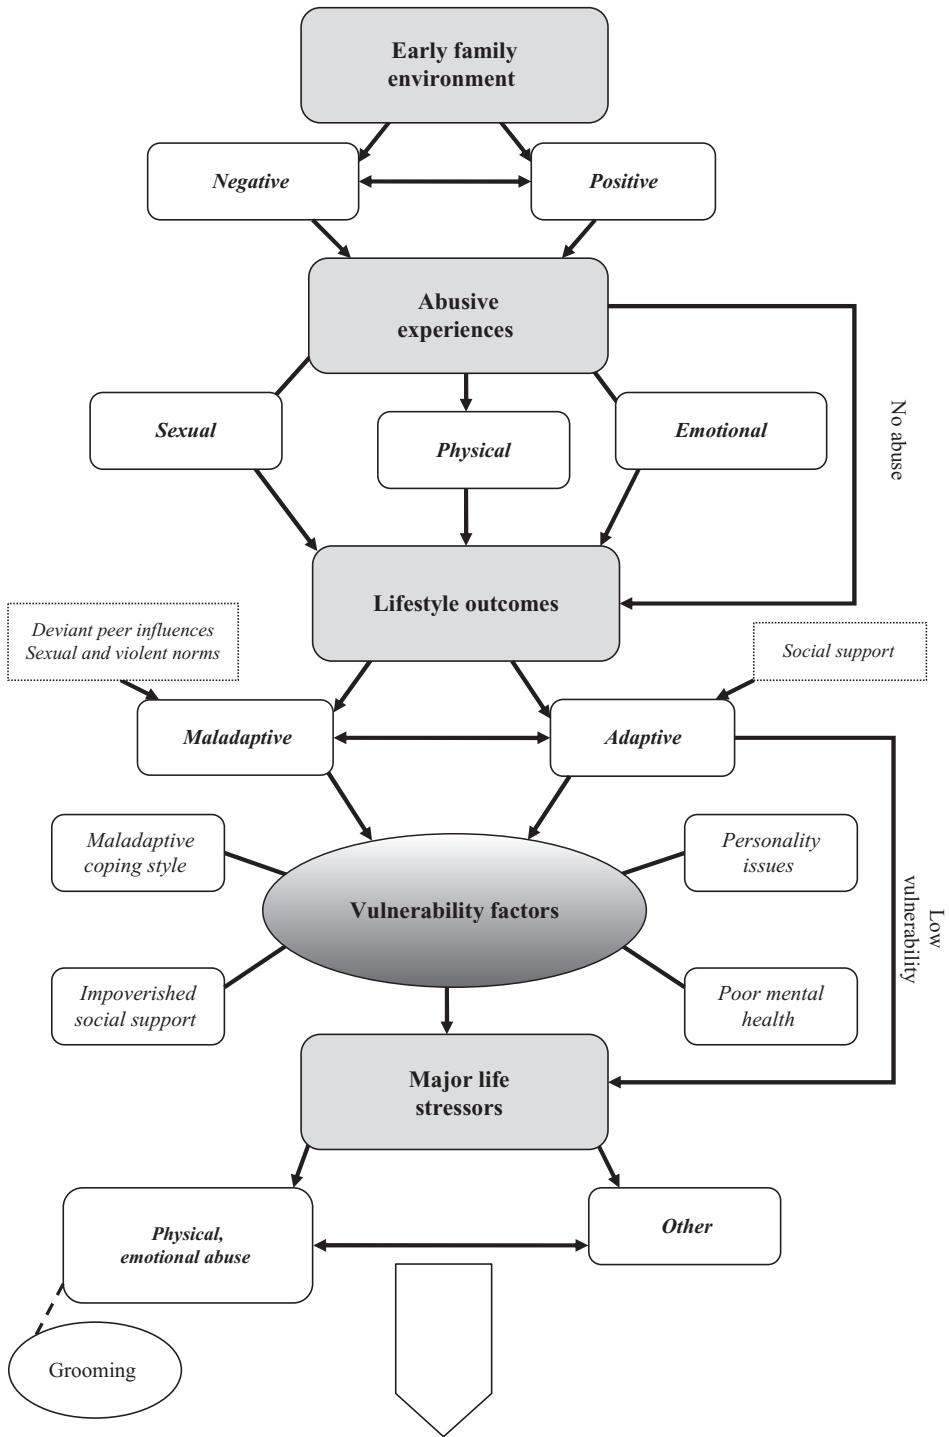 Early family
environment
Negative
Positive
Abusive
experiences
No abuse
Sexual
Physical
Emotional
Lifestyle outcomes
Deviant peer influences
Sexual and violent norms
Social support
Maladaptive
Adaptive
Maladaptive
coping style
Personality
issues
Vulnerability factors
Low
vulnerability
Impoverished
social support
Poor mental
health
Major life
stressors
Physical,
emotional abuse
Other
Grooming